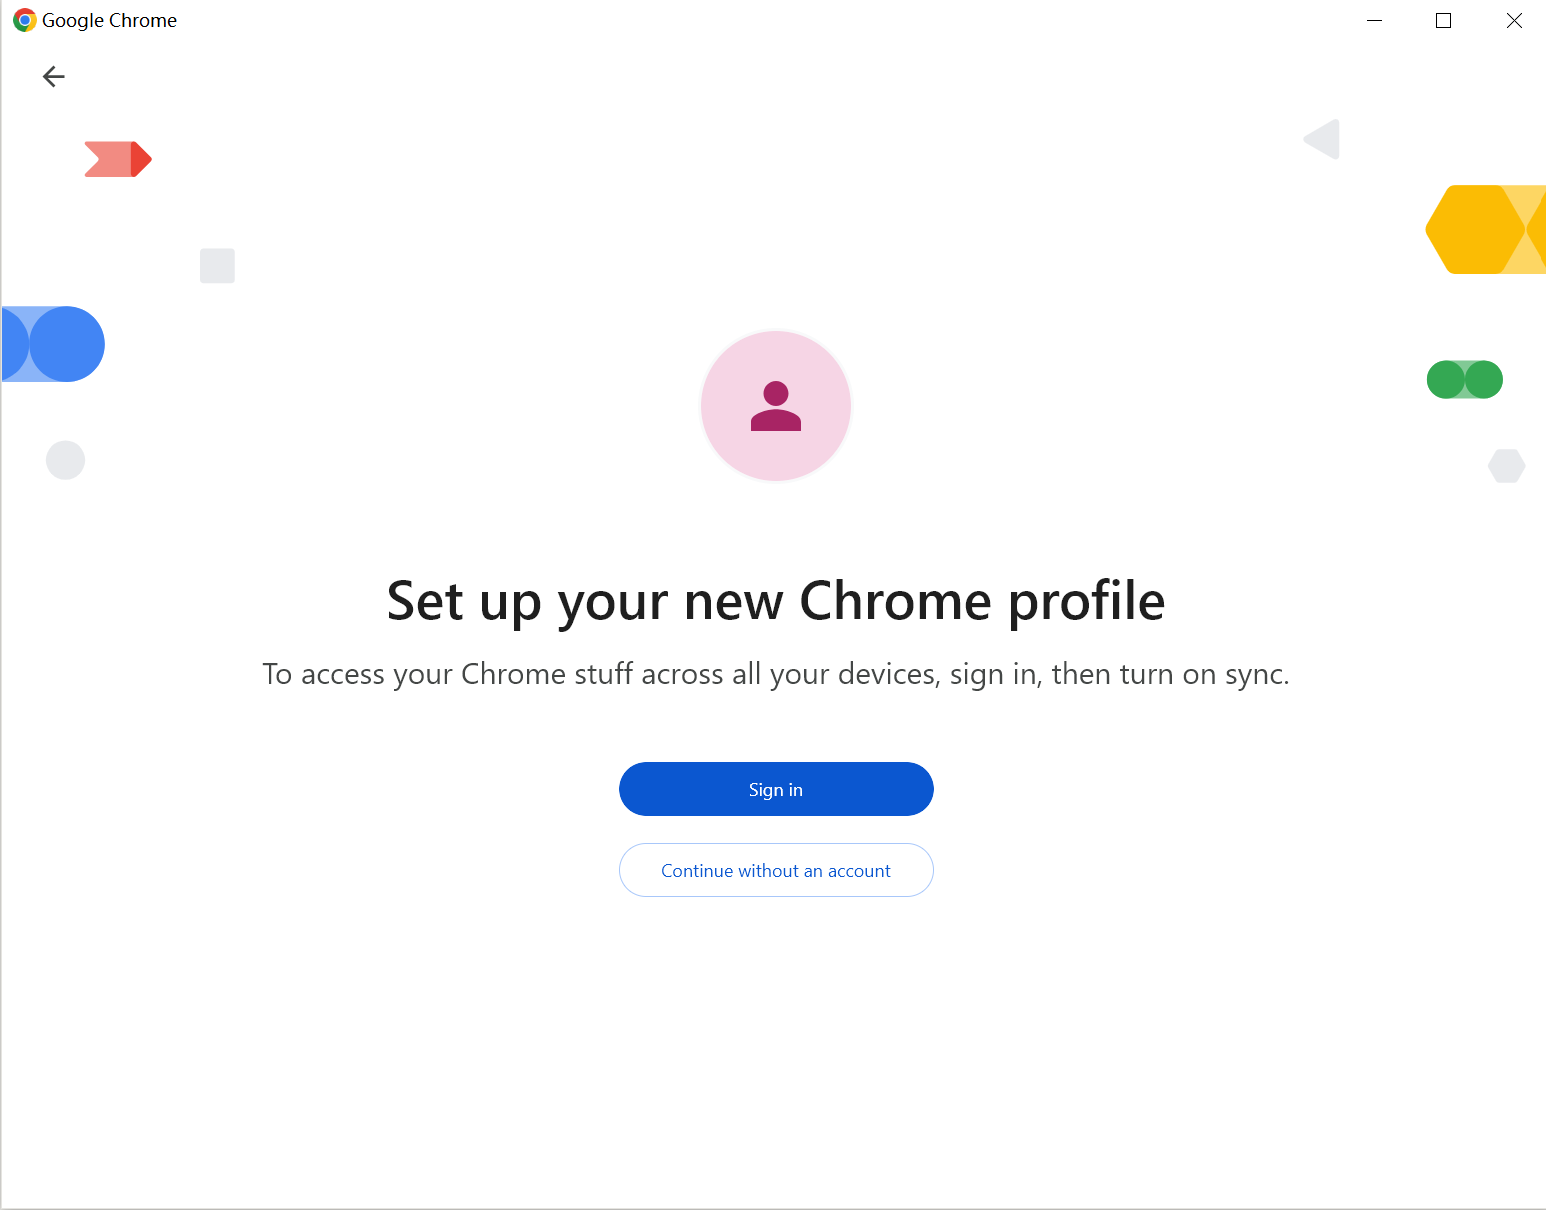 Google Chrome
Set up your new Chrome profile
To access your Chrome stuff across all your devices, sign in, then turn on sync.
Sign in
Continue without an account